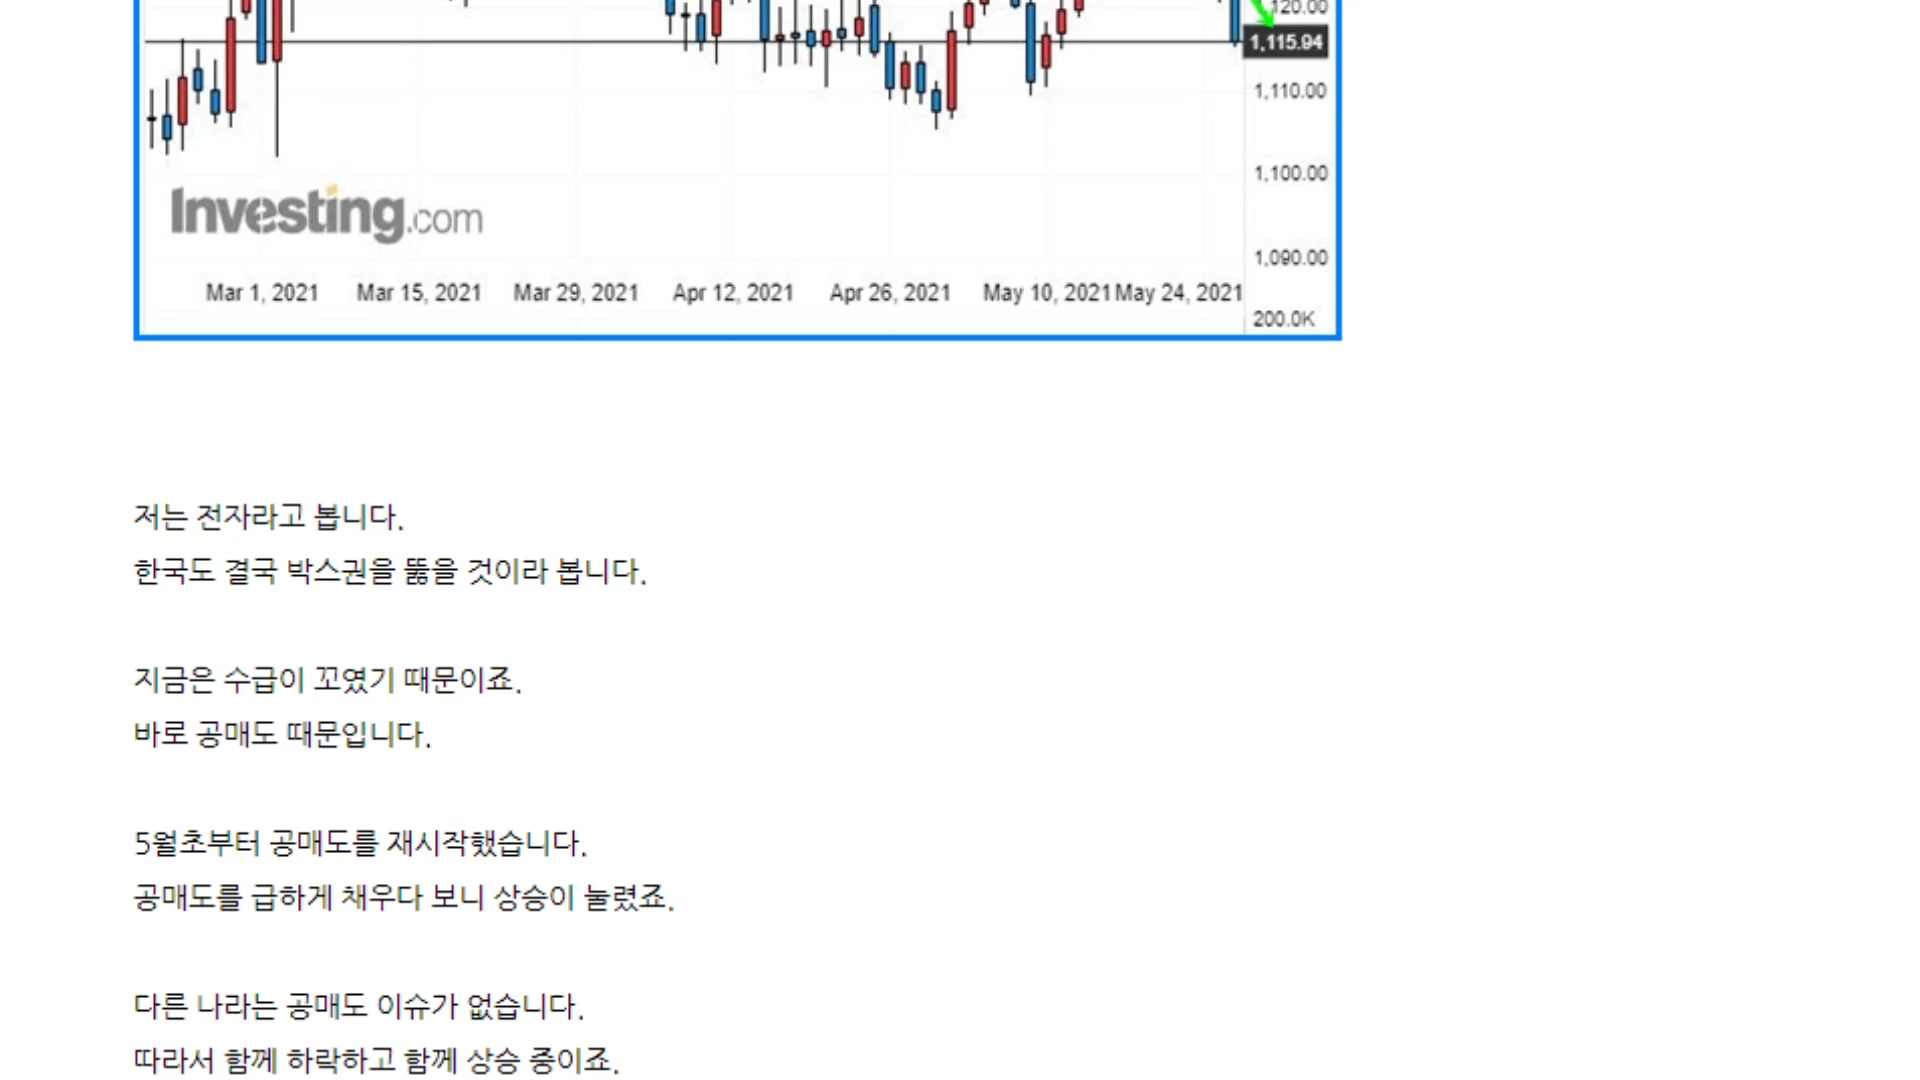 120.00
1,115.94
1,110.00
1,100.00
Investing.com
1,090.00
Mar 1, 2021 Mar 15, 2021 Mar 29, 2021 Apr 12, 2021 Apr 26, 2021 May 10, 2021 May 24, 2021
200.0K
저는 전자라고 봅니다.
한국도 결국 박스권을 뚫을 것이라 봅니다.
지금은 수급이 꼬였기 때문이죠.
바로 공매도 때문입니다.
5월초부터 공매도를 재시작했습니다.
공매도를 급하게 채우다 보니 상승이 눌렸죠.
다른 나라는 공매도 이슈가 없습니다.
따라서 함께 하락하고 함께 상승 중이죠.